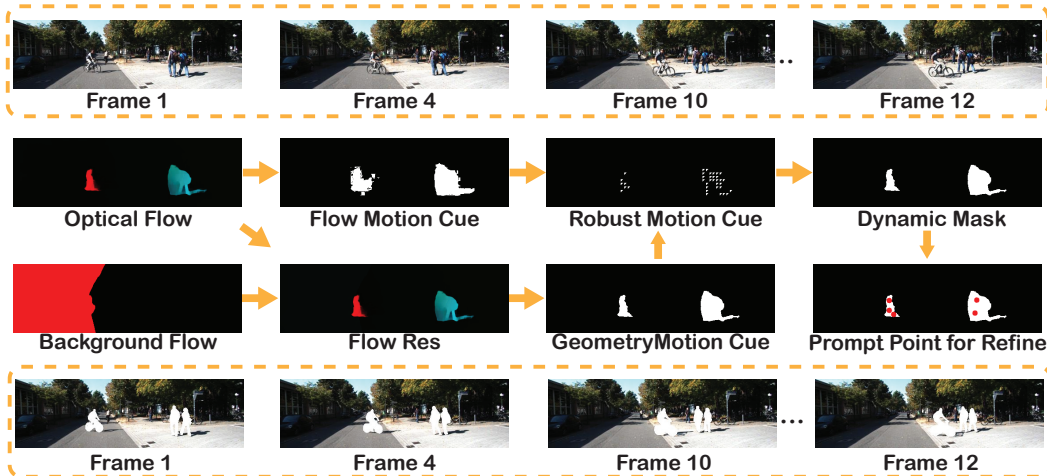 Frame 1
Frame 4
Frame 10
Frame 12
..
Optical Flow
Flow Motion Cue
Robust Motion Cue
Dynamic Mask
Background Flow
Flow Res
GeometryMotion Cue
Prompt Point for Refine
...
Frame 1
Frame 4
Frame 10
Frame 12